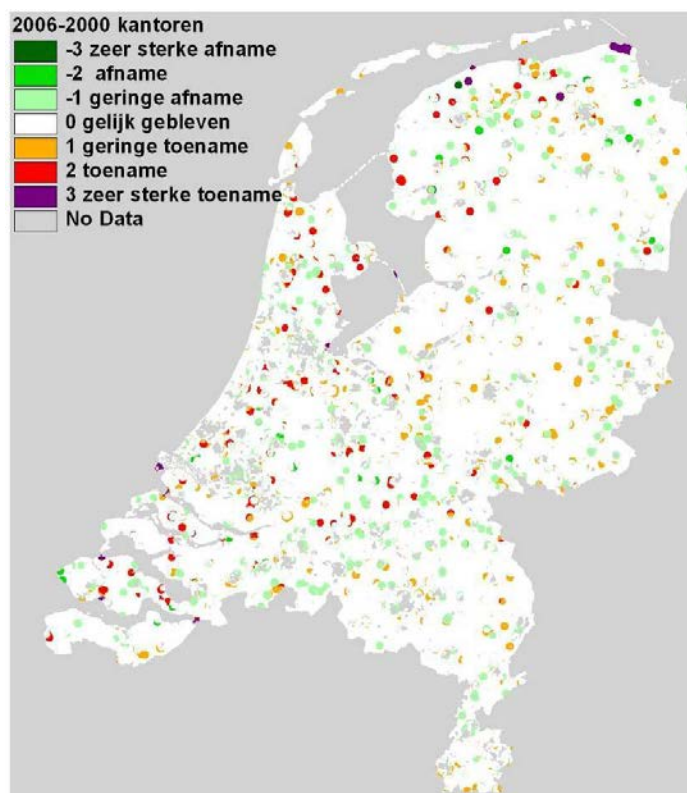 2006-2000 kantoren
-3 zeer sterke afname
-2 afname
-1 geringe afname
0 gelijk gebleven
1 geringe toename
2 toename
3 zeer sterke toename
No Data